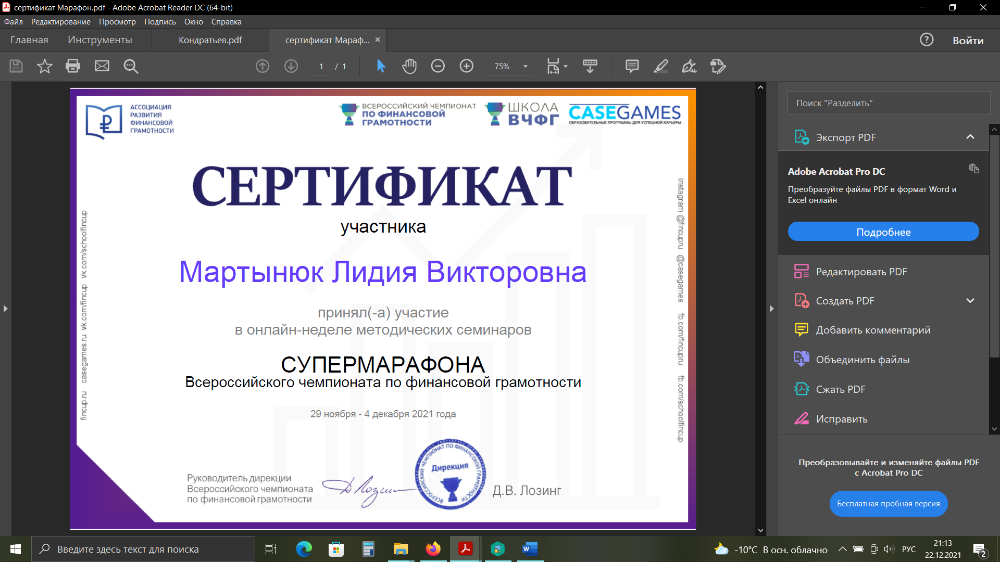 сертификат Марафон.pdf - Adobe Acrobat Reader DC (64-bit)
Файл Редактирование Просмотр Подпись Окно Справка
Главная Инструменты Кондратьев.pdf сертификат Мараф... Войти
1 / 1 75%
АССОЦИАЦИЯ
РАЗВИТИЯ
ФИНАНСОВОЙ
ГРАМОТНОСТИ
ВСЕРОССИЙСКИЙ ЧЕМПИОНАТ
ПО ФИНАНСОВОЙ
ГРАМОТНОСТИ
ШКОЛА
ВЧФГ
CASEGAMES
ОБРАЗОВАТЕЛЬНЫЕ ПРОГРАММЫ ДЛЯ УСПЕШНОЙ КАРЬЕРЫ
СЕРТИФИКАТ
участника
Мартынюк Лидия Викторовна
принял(-а) участие
в онлайн-неделе методических семинаров
СУПЕРМАРАФОНА
Всероссийского чемпионата по финансовой грамотности
29 ноября - 4 декабря 2021 года
Руководитель дирекции
Всероссийского чемпионата
по финансовой грамотности
Д.В. Лозинг
Дирекция
ВСЕРОССИЙСКИЙ ЧЕМПИОНАТ ПО ФИНАНСОВОЙ ГРАМОТНОСТИ
fincup.ru casegames.ru vk.com/fincup vk.com/schoolfincup
instagram @fincupru @casegames fb.com/fincupru fb.com/schoolfincup
Поиск "Разделить"
Экспорт PDF
Adobe Acrobat Pro DC
Преобразуйте файлы PDF в формат Word и
Excel онлайн
Подробнее
Редактировать PDF
Создать PDF
Добавить комментарий
Объединить файлы
Сжать PDF
Исправить
Преобразовывайте и изменяйте файлы PDF
с Acrobat Pro DC
Бесплатная пробная версия
Введите здесь текст для поиска
-10°C В осн. облачно
РУС
21:13
22.12.2021
2